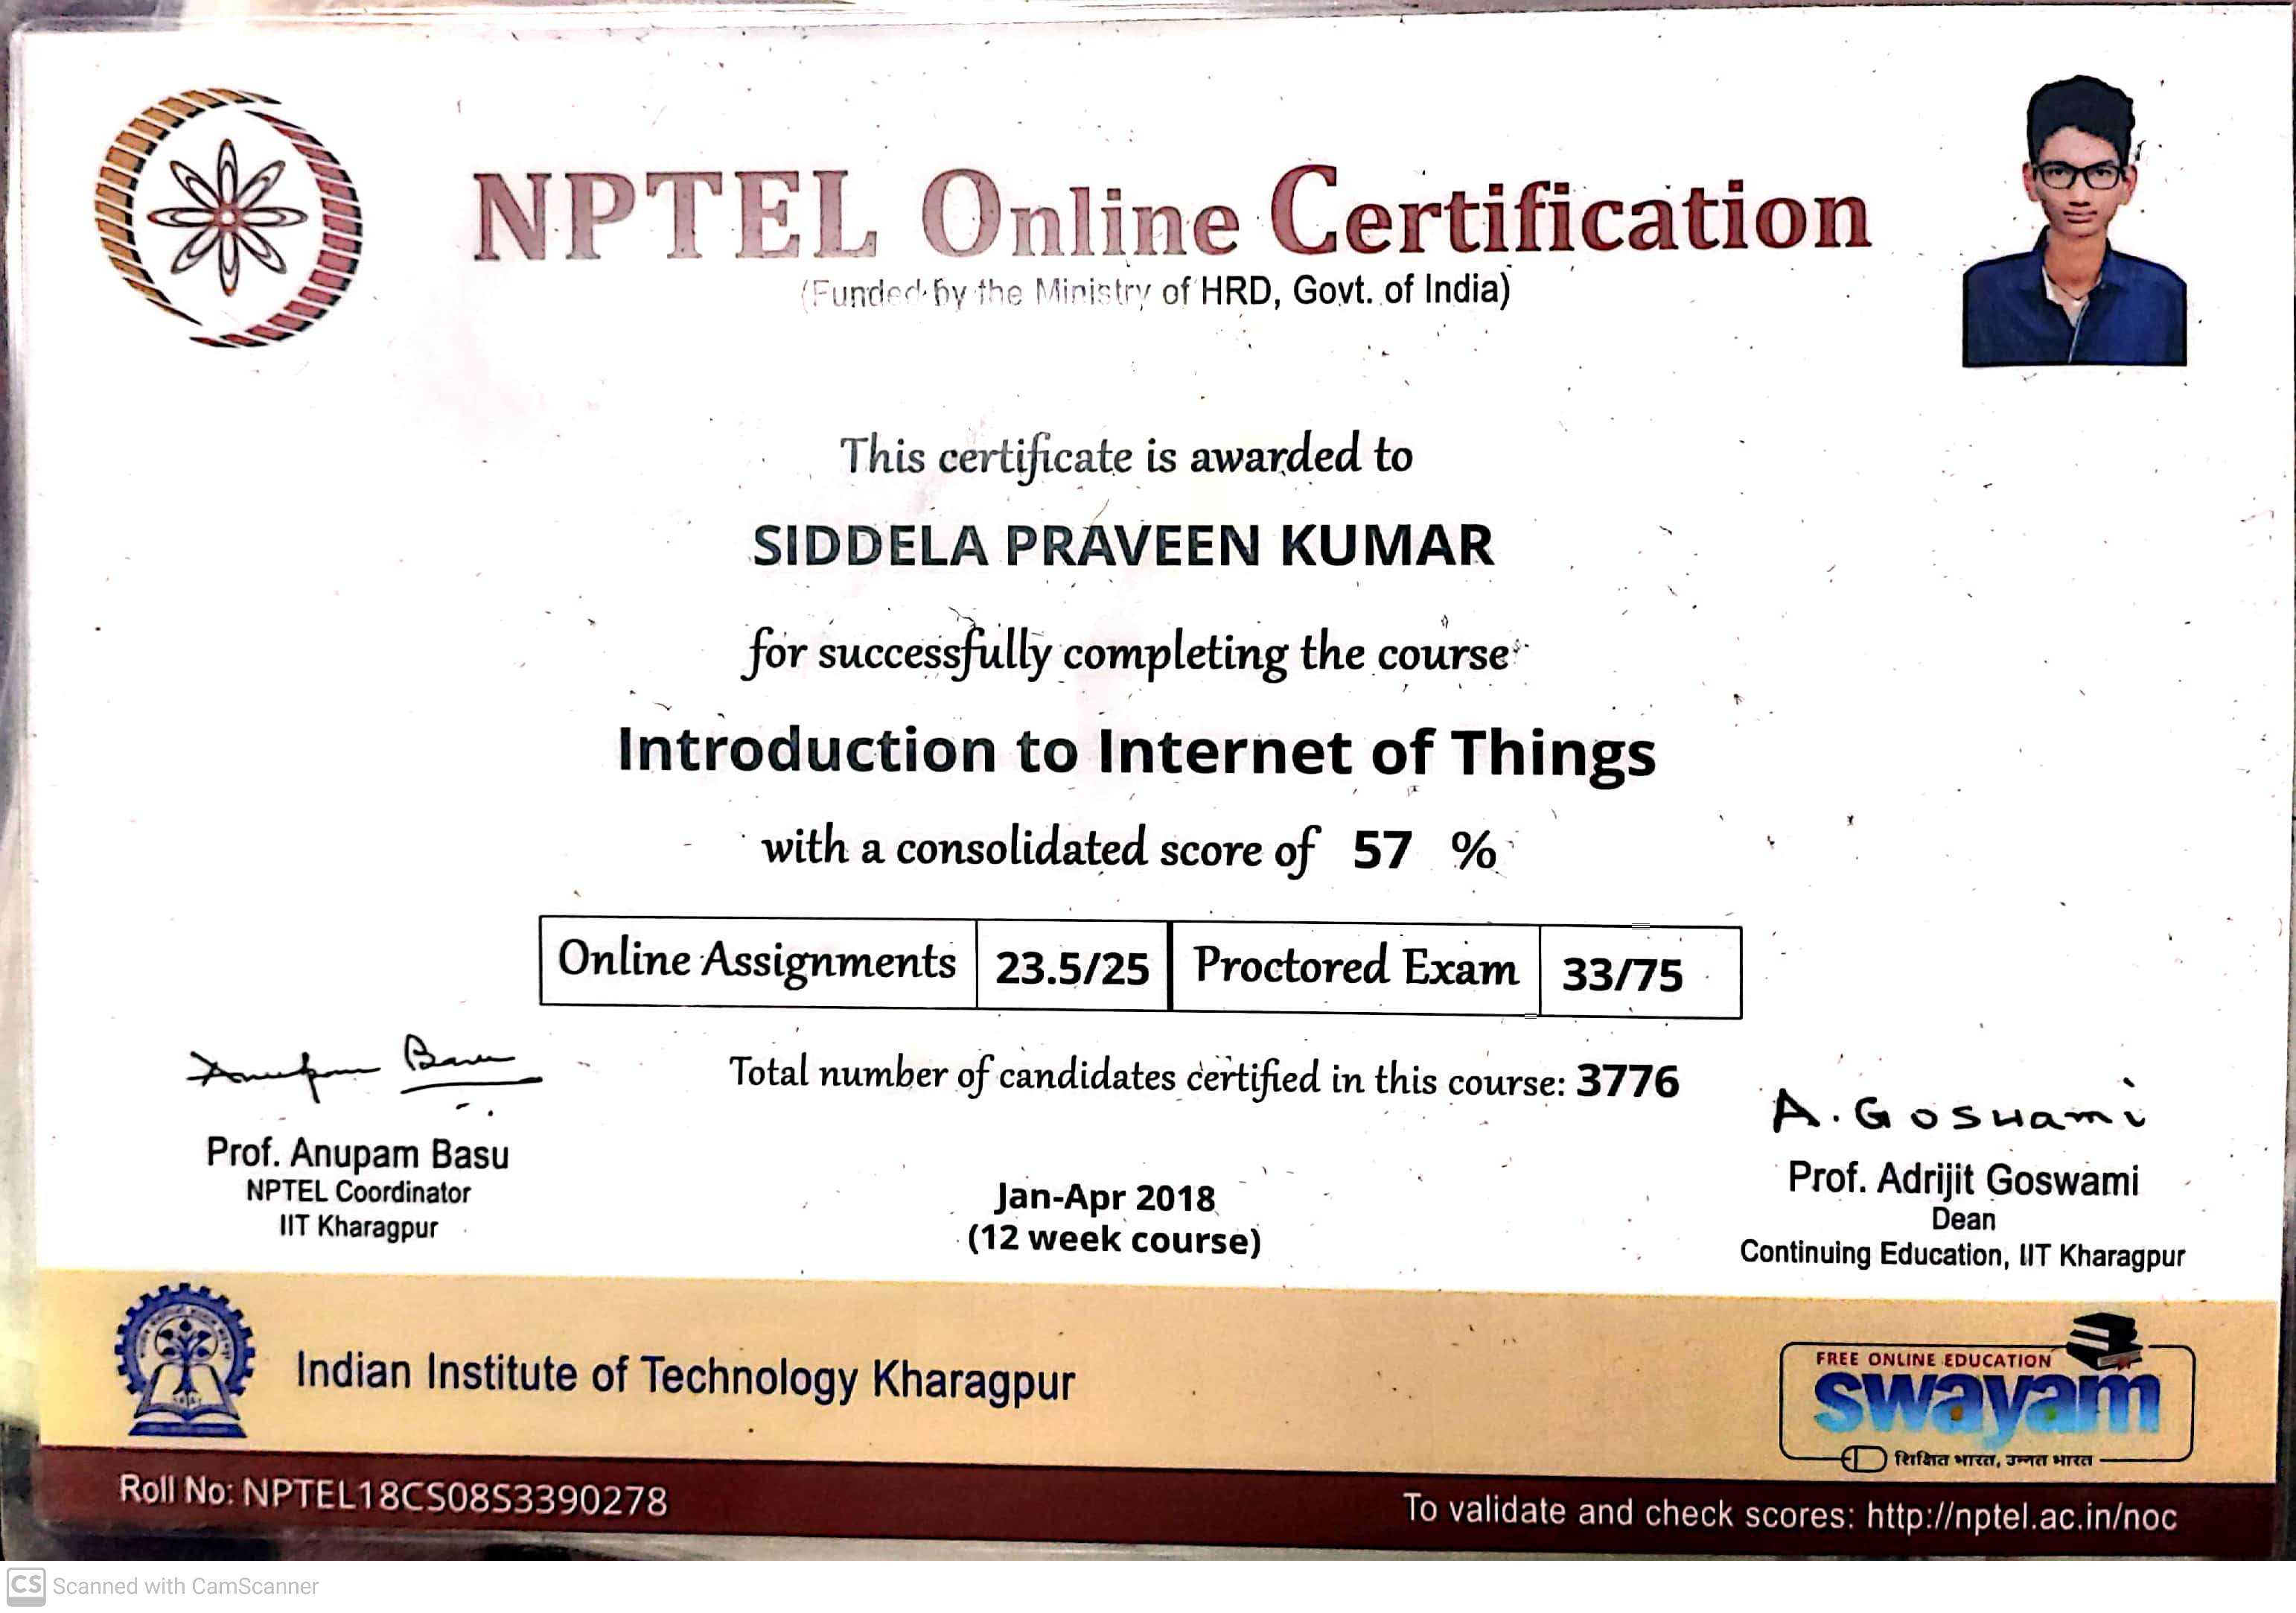 NPTEL Online Certification
(Funded by the Ministry of HRD, Govt. of India)
This certificate is awarded to
SIDDELA PRAVEEN KUMAR
for successfully completing the course
Introduction to Internet of Things
with a consolidated score of 57 %
Online Assignments 23.5/25 Proctored Exam 33/75
Total number of candidates certified in this course: 3776
Anupam Basu
Prof. Anupam Basu
NPTEL Coordinator
IIT Kharagpur
Jan-Apr 2018
(12 week course)
A. Goswami
Prof. Adrijit Goswami
Dean
Continuing Education, IIT Kharagpur
Indian Institute of Technology Kharagpur
FREE ONLINE EDUCATION
swayam
शिक्षित भारत, उन्नत भारत
Roll No: NPTEL18CS08S3390278
To validate and check scores: http://nptel.ac.in/noc
CS Scanned with CamScanner